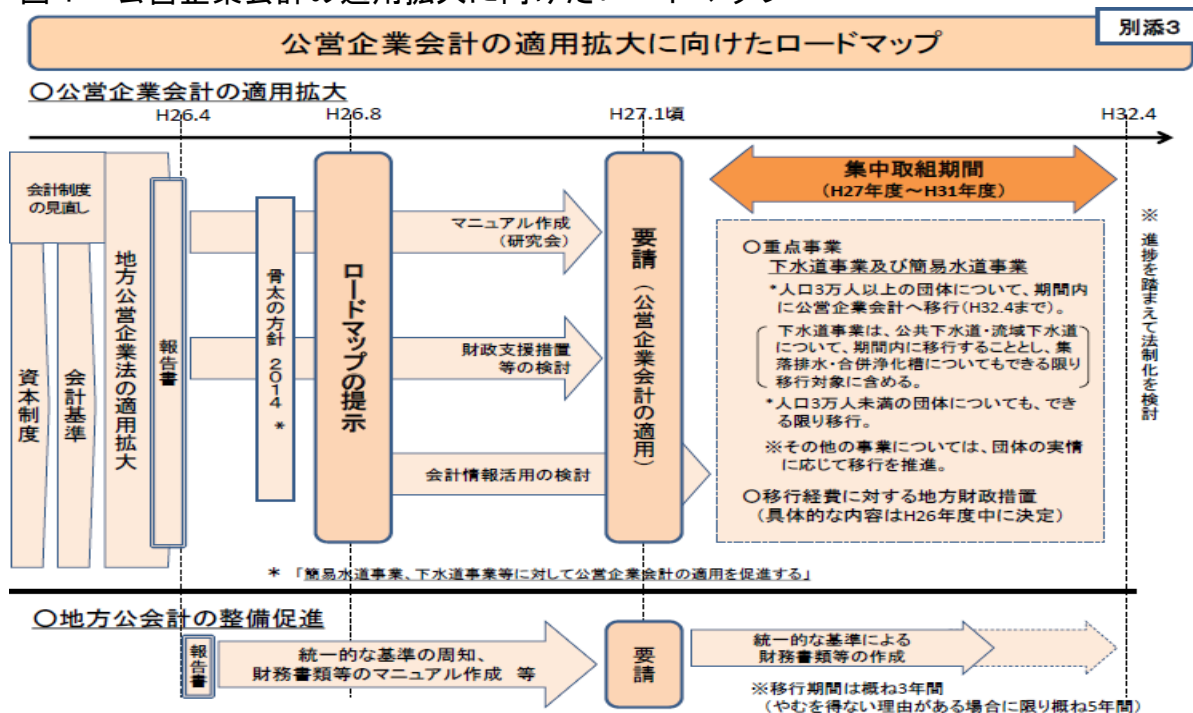 公営企業会計の適用拡大に向けたロードマップ
別添3
〇公営企業会計の適用拡大
H26.4
H26.8
H27.1頃
H32.4
会計制度
の見直し
資本制度
会計基準
地方公営企業法の適用拡大
報告書
骨太の方針 2014 *
ロードマップの提示
マニュアル作成
(研究会)
財政支援措置
等の検討
会計情報活用の検討
要請(公営企業会計の適用)
集中取組期間
(H27年度～H31年度)
〇重点事業
下水道事業及び簡易水道事業
*人口3万人以上の団体について、期間内
に公営企業会計へ移行(H32.4まで)。
下水道事業は、公共下水道・流域下水道
について、期間内に移行することとし、集
落排水・合併浄化槽についてもできる限り
移行対象に含める。
*人口3万人未満の団体についても、でき
る限り移行。
※その他の事業については、団体の実情
に応じて移行を推進。
〇移行経費に対する地方財政措置
(具体的な内容はH26年度中に決定)
※ 進捗を踏まえて法制化を検討
* 「簡易水道事業、下水道事業等に対して公営企業会計の適用を促進する」
〇地方公会計の整備促進
報告書
統一的な基準の周知、
財務書類等のマニュアル作成 等
要請
統一的な基準による
財務書類等の作成
※移行期間は概ね3年間
(やむを得ない理由がある場合に限り概ね5年間)